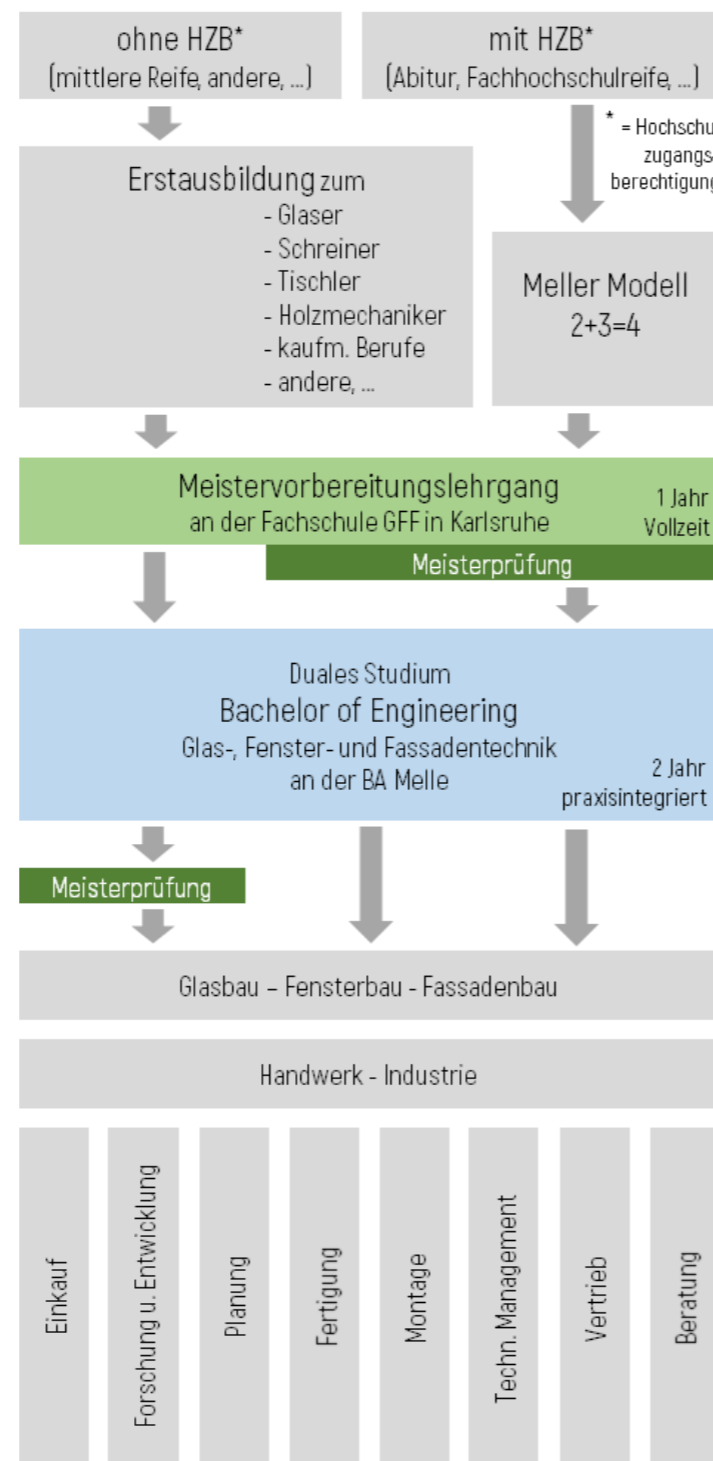 ohne HZB*
(mittlere Reife, andere, ...)
mit HZB*
(Abitur, Fachhochschulreife, ...)
* = Hochschu
zugangs
berechtigung
Erstausbildung zum
- Glaser
- Schreiner
- Tischler
- Holzmechaniker
- kaufm. Berufe
- andere, ...
Meller Modell
2+3=4
Meistervorbereitungslehrgang
an der Fachschule GFF in Karlsruhe
1 Jahr
Vollzeit
Meisterprüfung
Duales Studium
Bachelor of Engineering
Glas-, Fenster- und Fassadentechnik
an der BA Melle
2 Jahr
praxisintegriert
Meisterprüfung
Glasbau – Fensterbau - Fassadenbau
Handwerk - Industrie
Einkauf
Forschung u. Entwicklung
Planung
Fertigung
Montage
Techn. Management
Vertrieb
Beratung